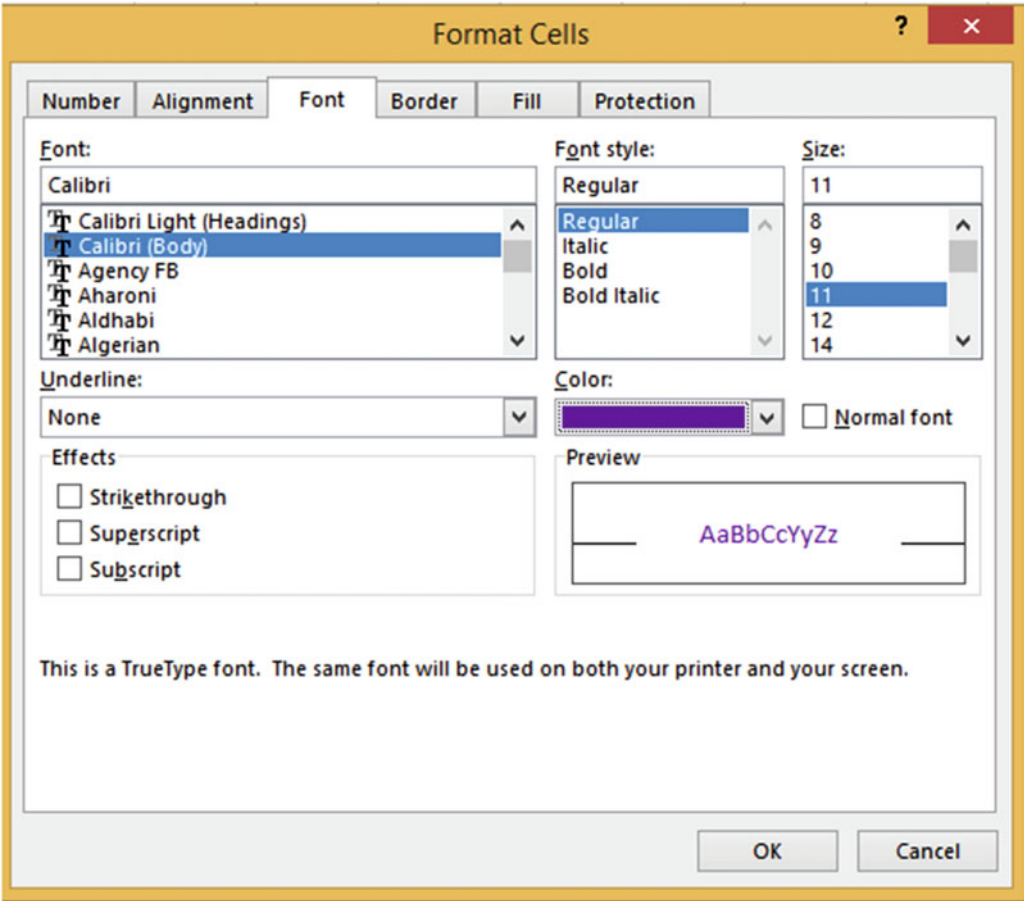 Format Cells
?
Number Alignment Font Border Fill Protection
Font: Font style: Size:
Calibri Regular 11
Calibri Light (Headings) Regular 8
Calibri (Body) Italic 9
Agency FB Bold 10
Aharoni Bold Italic 11
Aldhabi 12
Algerian 14
Underline: Color:
None Normal font
Effects Preview
Strikethrough
Superscript AaBbCcYyZz
Subscript
This is a TrueType font. The same font will be used on both your printer and your screen.
OK Cancel